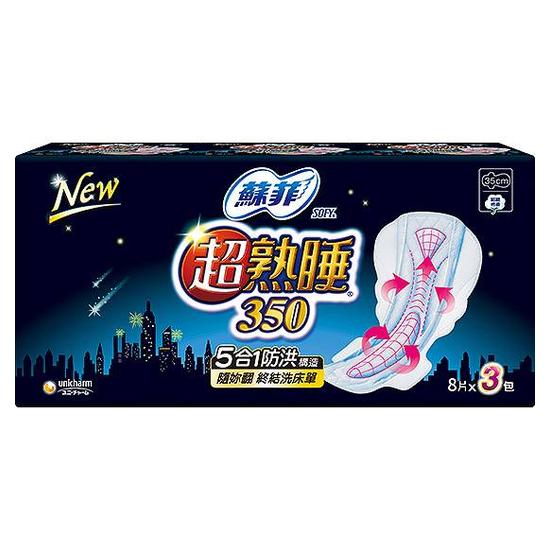 New
蘇菲
SOFY.
35cm
超熟睡®
350
5合1防洪構造
隨妳翻 終結洗床單
unicharm
ユニ・チャーム
8片x3包